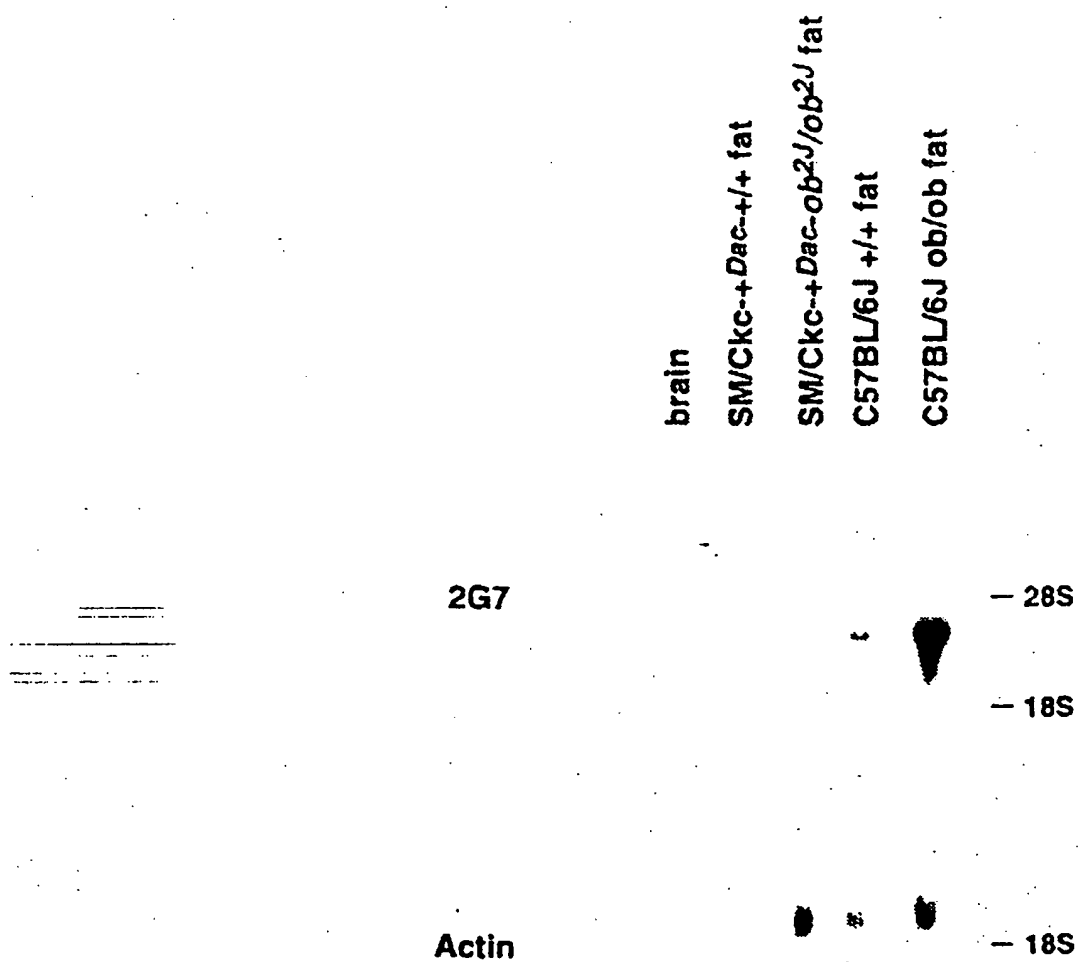 brain
SM/Ckc-+Dac-+/+ fat
SM/Ckc-+Dac-ob2J/ob2J fat
C57BL/6J +/+ fat
C57BL/6J ob/ob fat
2G7
– 28S
– 18S
Actin
– 18S